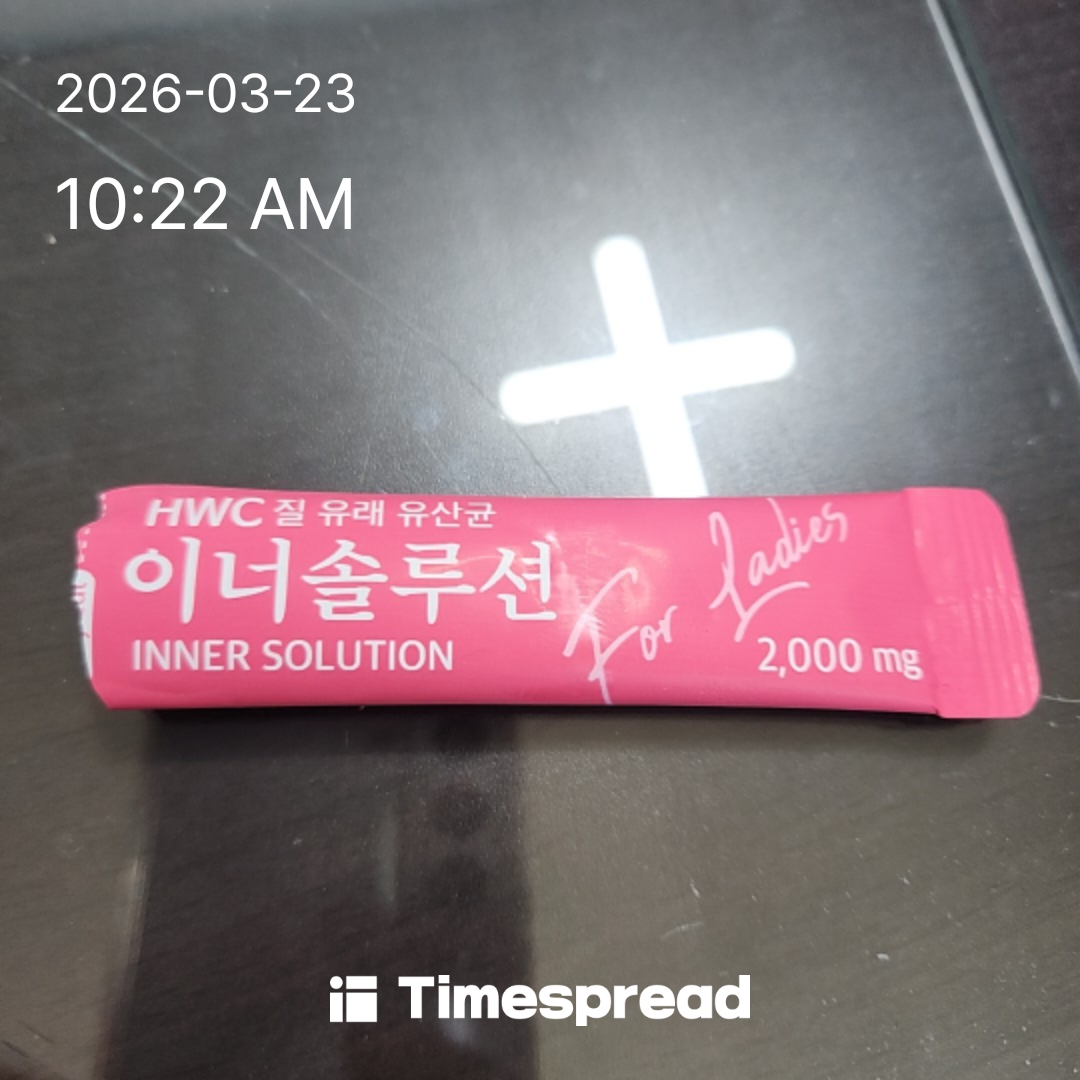 2026-03-23
10:22 AM
HWC 질 유래 유산균
이너솔루션
INNER SOLUTION
For Ladies
2,000 mg
Timespread